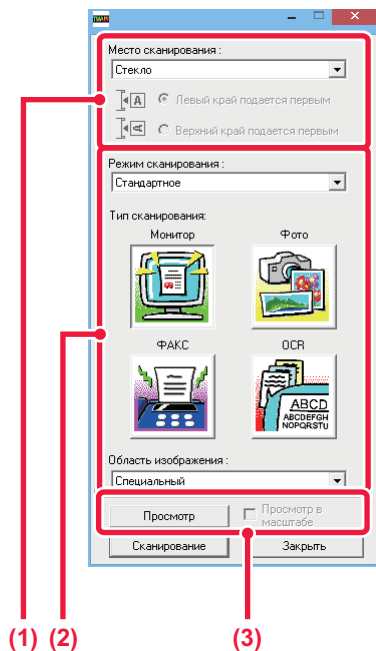 TWAIN
Место сканирования :
Стекло
A
Левый край подается первым
A
Верхний край подается первым
Режим сканирования :
Стандартное
Тип сканирования:
Монитор
Фото
ФАКС
OCR
ABCD
ABCDEFGH
NOPQRSTU
Область изображения :
Специальный
Просмотр
Просмотр в
масштабе
Сканирование
Закрыть
(1) (2) (3)